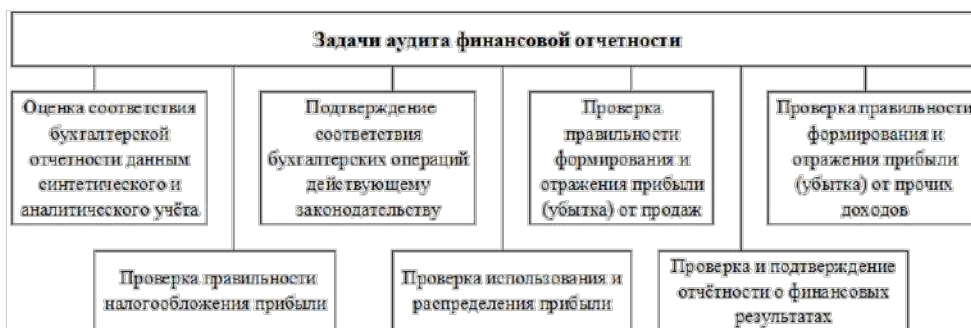 Задачи аудита финансовой отчетности
Оценка соответствия
бухгалтерской
отчетности данным
синтетического и
аналитического учёта
Подтверждение
соответствия
бухгалтерских операций
действующему
законодательству
Проверка
правильности
формирования и
отражения прибыли
(убытка) от продаж
Проверка правильности
формирования и
отражения прибыли
(убытка) от прочих
доходов
Проверка правильности
налогообложения прибыли
Проверка использования и
распределения прибыли
Проверка и подтверждение
отчётности о финансовых
результатах